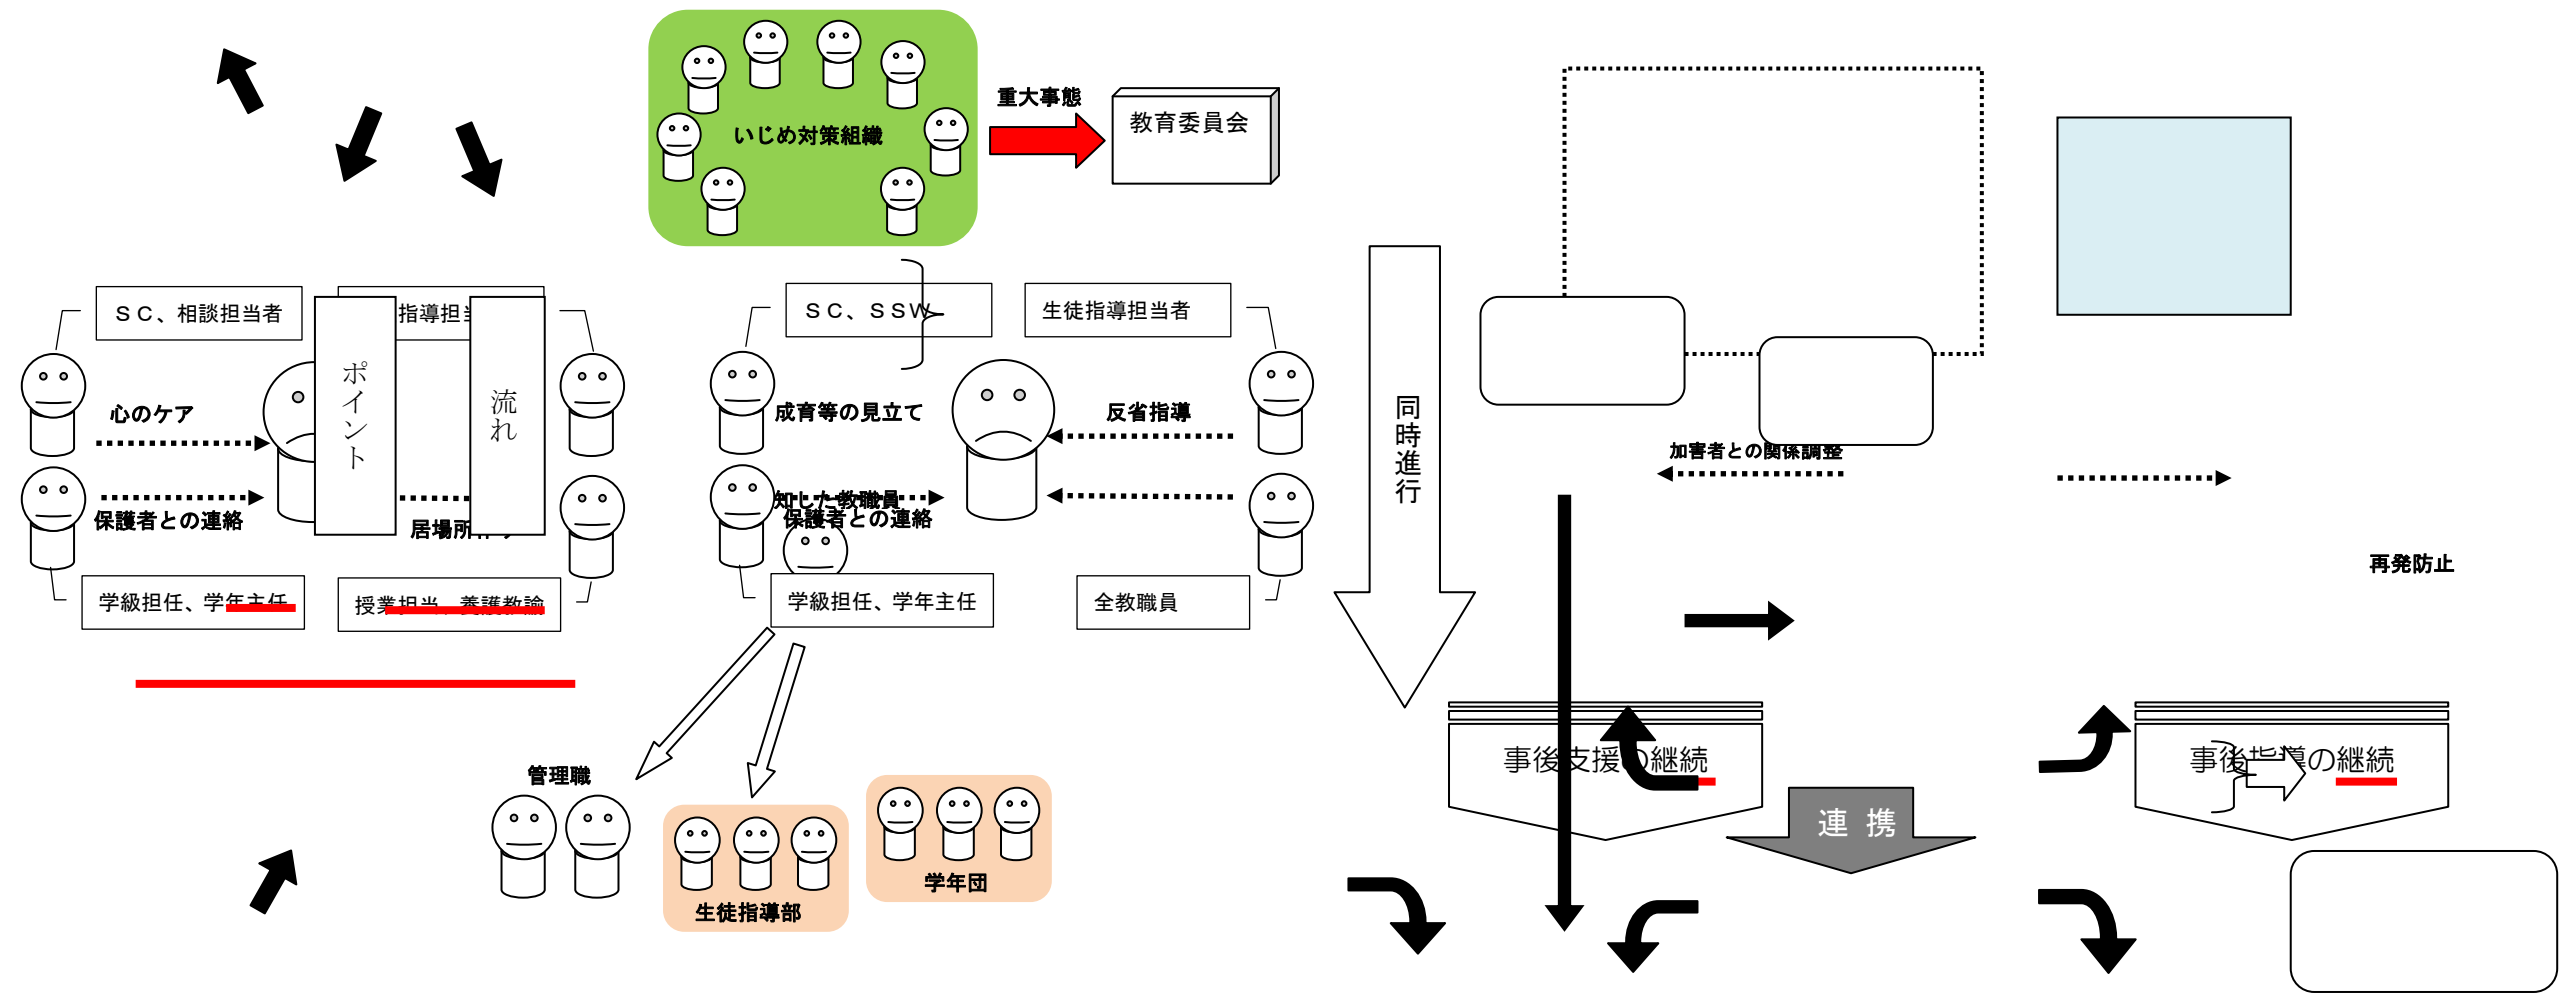 重大事態
教育委員会
いじめ対策組織
ＳＣ、相談担当者
指導担当
ＳＣ、ＳＳＷ
生徒指導担当者
ポイント
流れ
心のケア
成育等の見立て
反省指導
同時進行
加害者との関係調整
知した教職員
保護者との連絡
保護者との連絡
居場所
再発防止
学級担任、学年主任
授業担当、養護教諭
学級担任、学年主任
全教職員
事後支援の継続
事後指導の継続
連 携
管理職
生徒指導部
学年団